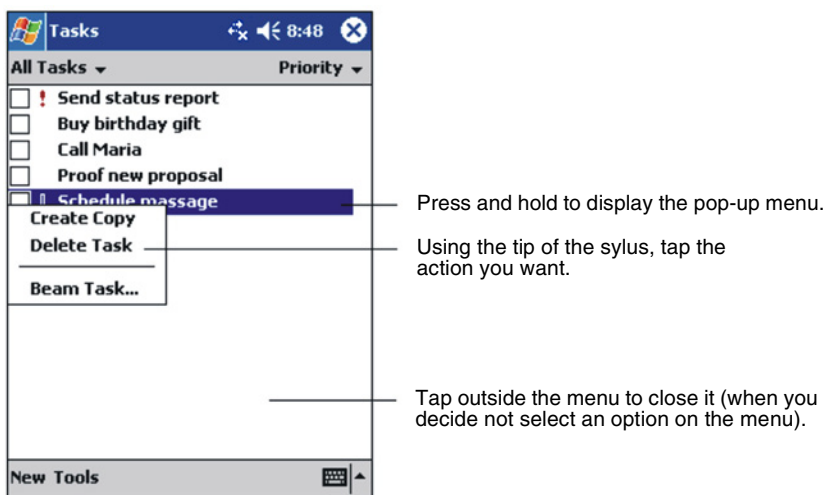 Tasks 8:48
All Tasks Priority
! Send status report
Buy birthday gift
Call Maria
Proof new proposal
Schedule massage
Create Copy
Delete Task
Beam Task...
New Tools
Press and hold to display the pop-up menu.
Using the tip of the sylus, tap the
action you want.
Tap outside the menu to close it (when you
decide not select an option on the menu).